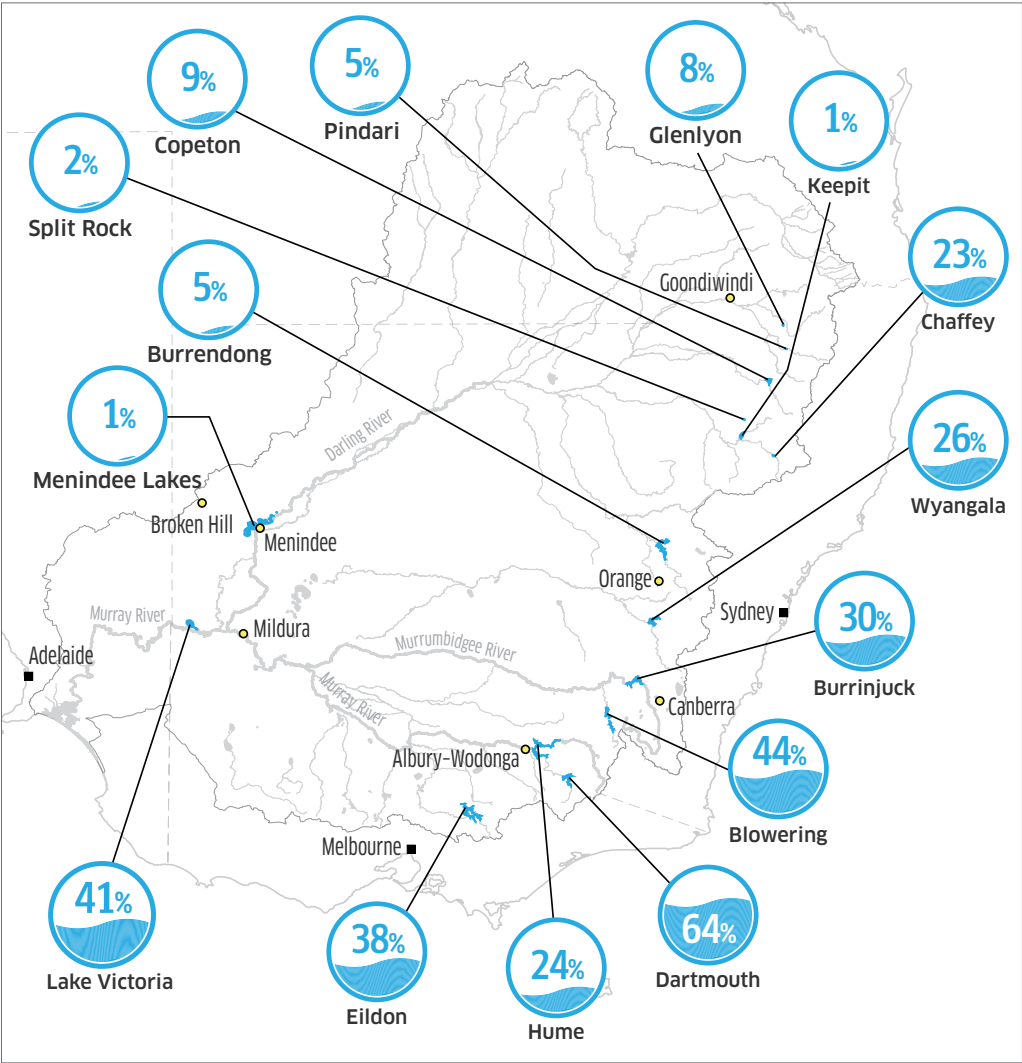 5%
Pindari
8%
Glenlyon
9%
Copeton
1%
Keepit
2%
Split Rock
23%
Chaffey
5%
Burrendong
Goondiwindi
1%
Menindee Lakes
Darling River
26%
Wyangala
Broken Hill
Menindee
Orange
Sydney
30%
Burrinjuck
Murray River
Mildura
Murrumbidgee River
Adelaide
Murray River
Canberra
Albury-Wodonga
44%
Blowering
Melbourne
41%
Lake Victoria
38%
Eildon
24%
Hume
64%
Dartmouth